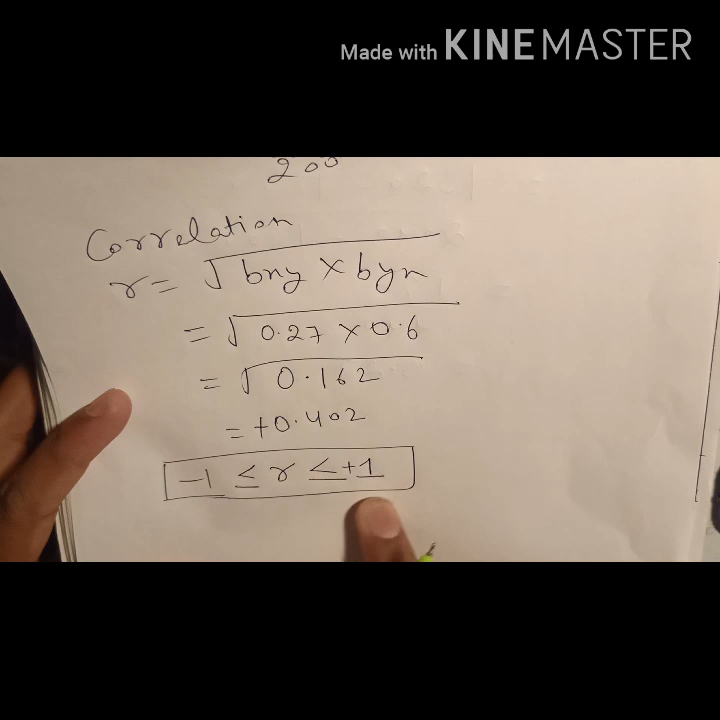 Made with KINEMASTER
200
Correlation
r = √bxy × byx
= √0.27 × 0.6
= √0.162
= +0.402
-1 ≤ r ≤ +1